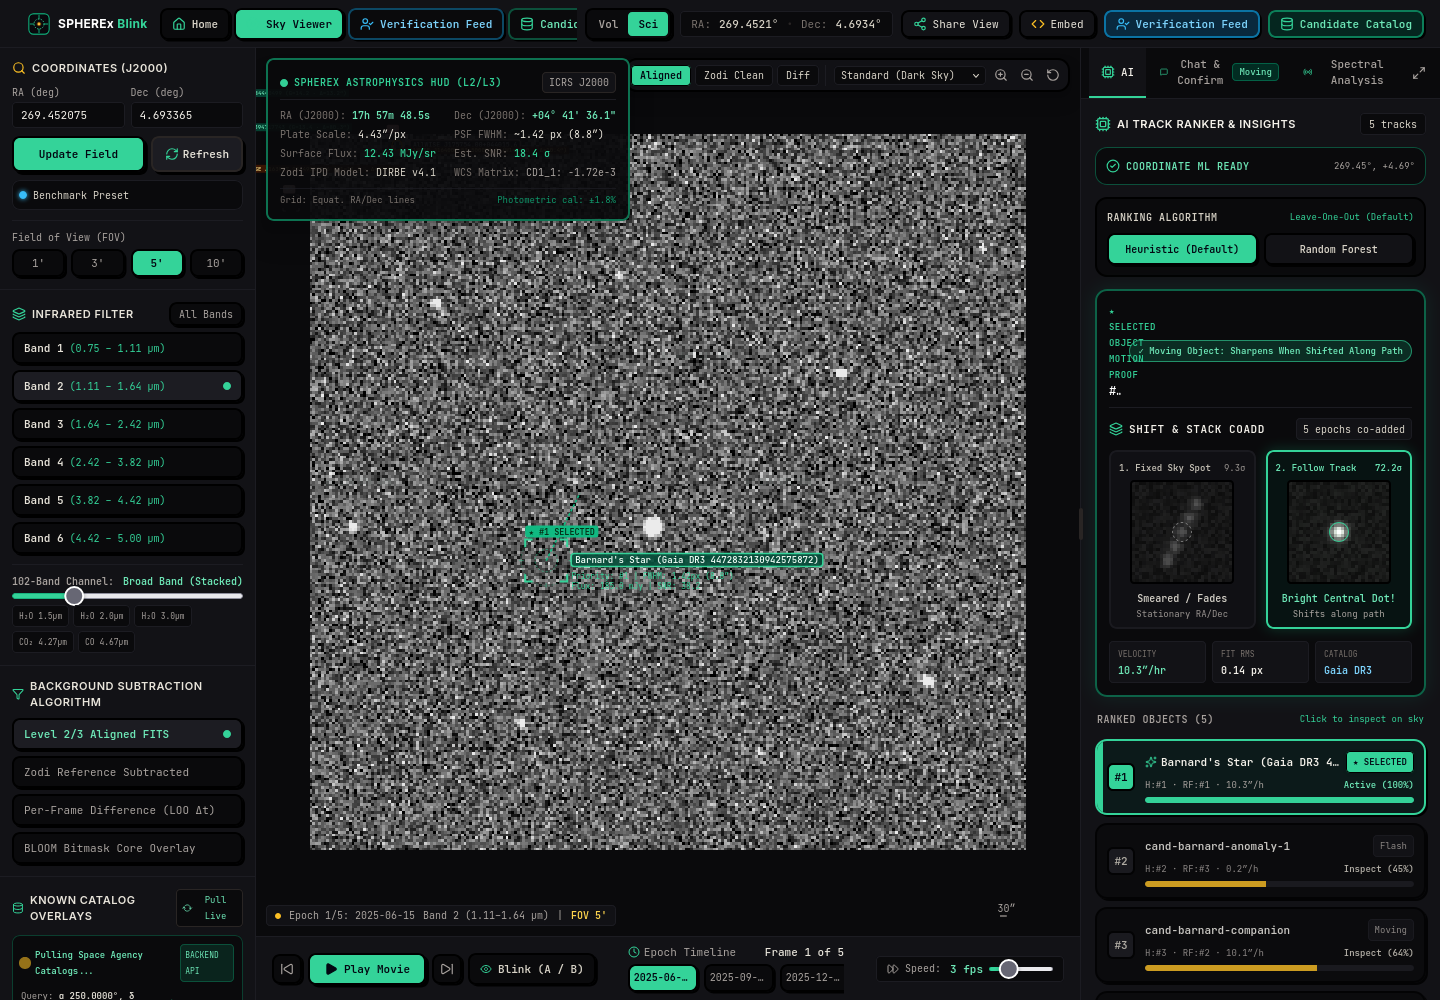 SPHEREx Blink
Home
Sky Viewer
Verification Feed
Candic
Vol
Sci
RA: 269.4521° · Dec: 4.6934°
Share View
Embed
Verification Feed
Candidate Catalog
COORDINATES (J2000)
RA (deg)
Dec (deg)
269.452075
4.693365
Update Field
Refresh
Benchmark Preset
Field of View (FOV)
1'
3'
5'
10'
INFRARED FILTER
All Bands
Band 1 (0.75 – 1.11 µm)
Band 2 (1.11 – 1.64 µm)
Band 3 (1.64 – 2.42 µm)
Band 4 (2.42 – 3.82 µm)
Band 5 (3.82 – 4.42 µm)
Band 6 (4.42 – 5.00 µm)
102-Band Channel: Broad Band (Stacked)
H₂O 1.5µm
H₂O 2.0µm
H₂O 3.0µm
CO₂ 4.27µm
CO 4.67µm
BACKGROUND SUBTRACTION
ALGORITHM
Level 2/3 Aligned FITS
Zodi Reference Subtracted
Per-Frame Difference (LOO Δt)
BLOOM Bitmask Core Overlay
KNOWN CATALOG
OVERLAYS
Pull
Live
Pulling Space Agency
Catalogs...
BACKEND
API
Query: α 250.0000°, δ
SPHEREX ASTROPHYSICS HUD (L2/L3)
ICRS J2000
RA (J2000): 17h 57m 48.5s
Dec (J2000): +04° 41' 36.1"
Plate Scale: 4.43″/px
PSF FWHM: ~1.42 px (8.8″)
Surface Flux: 12.43 MJy/sr
Est. SNR: 18.4 σ
Zodi IPD Model: DIRBE v4.1
WCS Matrix: CD1_1: -1.72e-3
Grid: Equat. RA/Dec lines
Photometric cal: ±1.8%
Aligned
Zodi Clean
Diff
Standard (Dark Sky)
★ #1 SELECTED
Barnard's Star (Gaia DR3 4472832130942575872)
Epoch 1/5: 2025-06-15 Band 2 (1.11–1.64 µm) | FOV 5'
30″
Play Movie
Blink (A / B)
Epoch Timeline
Frame 1 of 5
2025-06-…
2025-09-…
2025-12-…
Speed: 3 fps
AI
Chat &
Confirm
Moving
Spectral
Analysis
AI TRACK RANKER & INSIGHTS
5 tracks
COORDINATE ML READY
269.45°, +4.69°
RANKING ALGORITHM
Leave-One-Out (Default)
Heuristic (Default)
Random Forest
★
SELECTED
OBJECT
MOTION
PROOF
✓ Moving Object: Sharpens When Shifted Along Path
#…
SHIFT & STACK COADD
5 epochs co-added
1. Fixed Sky Spot 9.3σ
2. Follow Track 72.2σ
Smeared / Fades
Stationary RA/Dec
Bright Central Dot!
Shifts along path
VELOCITY
10.3″/hr
FIT RMS
0.14 px
CATALOG
Gaia DR3
RANKED OBJECTS (5)
Click to inspect on sky
#1
Barnard's Star (Gaia DR3 4…
★ SELECTED
H:#1 · RF:#1 · 10.3″/h
Active (100%)
#2
cand-barnard-anomaly-1
Flash
H:#2 · RF:#3 · 0.2″/h
Inspect (45%)
#3
cand-barnard-companion
Moving
H:#3 · RF:#2 · 10.1″/h
Inspect (64%)